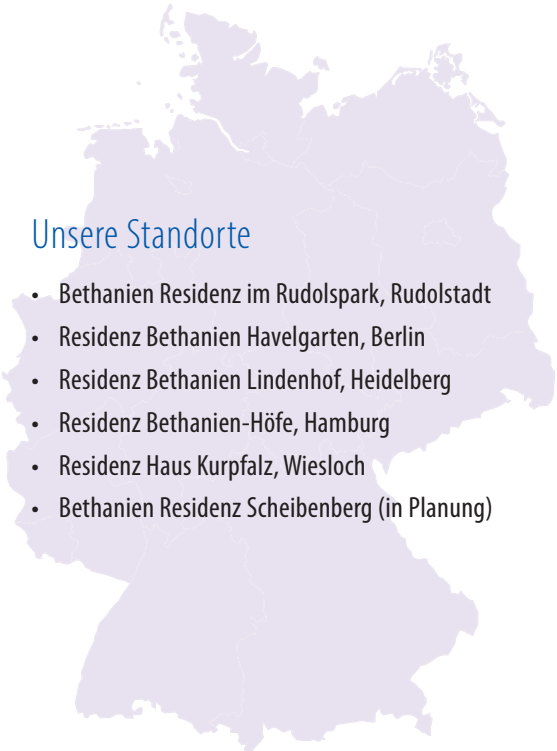 Unsere Standorte
• Bethanien Residenz im Rudolspark, Rudolstadt
• Residenz Bethanien Havelgarten, Berlin
• Residenz Bethanien Lindenhof, Heidelberg
• Residenz Bethanien-Höfe, Hamburg
• Residenz Haus Kurpfalz, Wiesloch
• Bethanien Residenz Scheibenberg (in Planung)